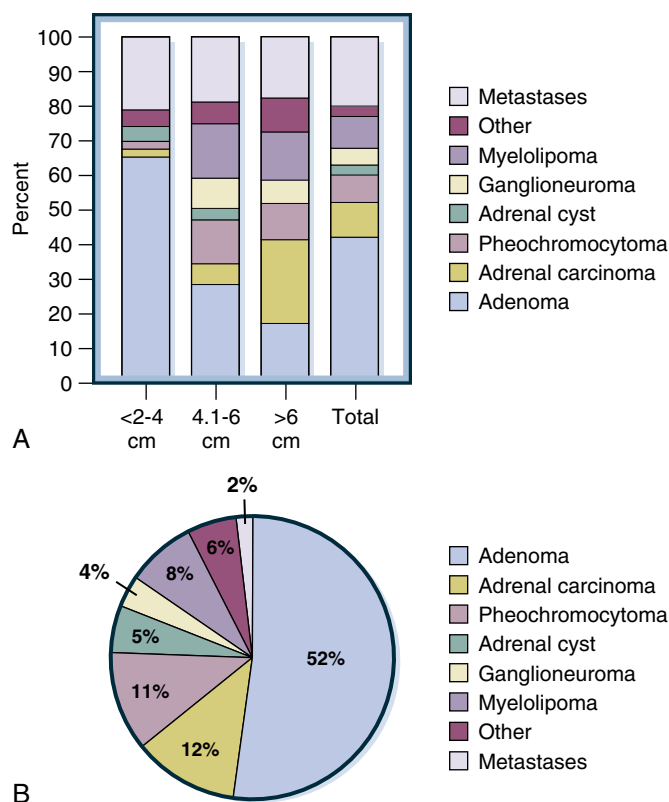 100
90
80
70
60
50
40
30
20
10
0
Percent
<2-4
cm
4.1-6
cm
>6
cm
Total
Metastases
Other
Myelolipoma
Ganglioneuroma
Adrenal cyst
Pheochromocytoma
Adrenal carcinoma
Adenoma
A
2%
6%
8%
4%
5%
11%
12%
52%
Adenoma
Adrenal carcinoma
Pheochromocytoma
Adrenal cyst
Ganglioneuroma
Myelolipoma
Other
Metastases
B